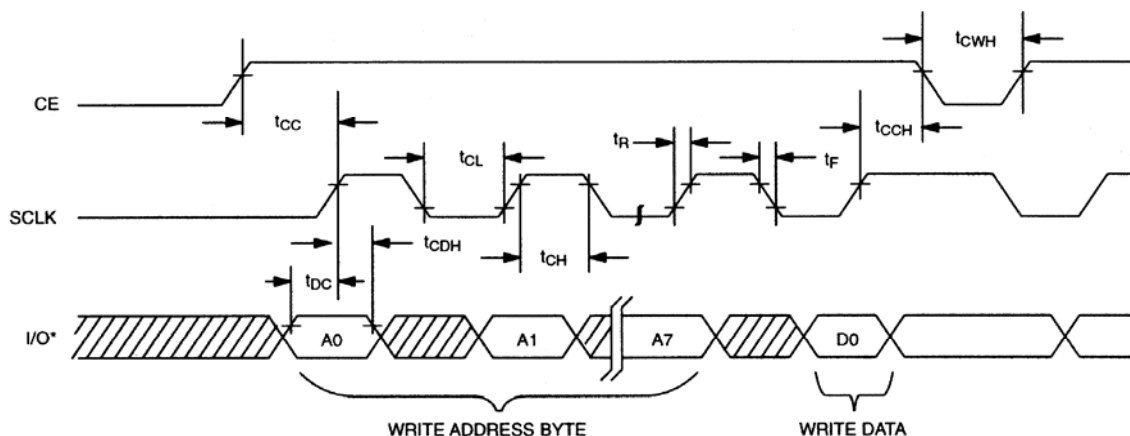 tCWH
CE
tCC
tCCH
tCL
tR
tF
SCLK
tCDH
tCH
tDC
I/O*
A0
A1
A7
D0
WRITE ADDRESS BYTE
WRITE DATA